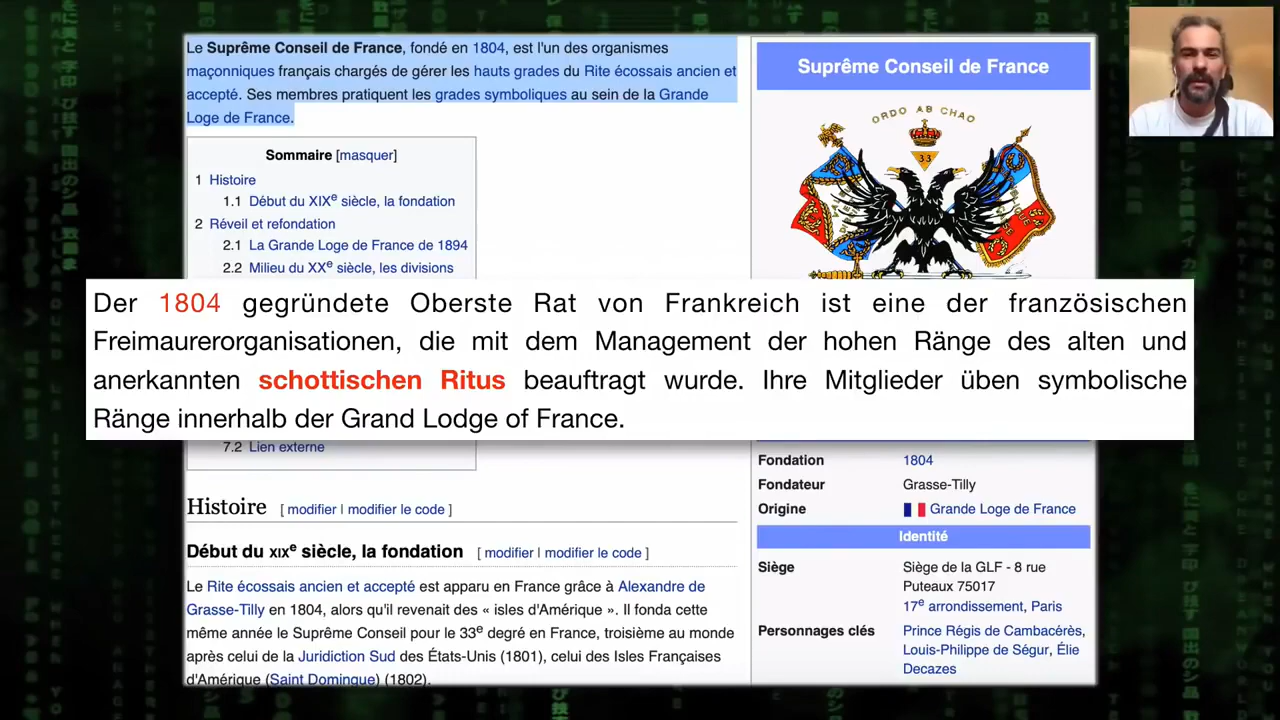 Le Suprême Conseil de France, fondé en 1804, est l'un des organismes
maçonniques français chargés de gérer les hauts grades du Rite écossais ancien et
accepté. Ses membres pratiquent les grades symboliques au sein de la Grande
Loge de France.
Sommaire [masquer]
1 Histoire
1.1 Début du XIXe siècle, la fondation
2 Réveil et refondation
2.1 La Grande Loge de France de 1894
2.2 Milieu du XXe siècle, les divisions
Suprême Conseil de France
ORDO AB CHAO
33
Der 1804 gegründete Oberste Rat von Frankreich ist eine der französischen
Freimaurerorganisationen, die mit dem Management der hohen Ränge des alten und
anerkannten schottischen Ritus beauftragt wurde. Ihre Mitglieder üben symbolische
Ränge innerhalb der Grand Lodge of France.
7.2 Lien externe
Histoire [ modifier | modifier le code ]
Début du XIXe siècle, la fondation [ modifier | modifier le code ]
Le Rite écossais ancien et accepté est apparu en France grâce à Alexandre de
Grasse-Tilly en 1804, alors qu'il revenait des « isles d'Amérique ». Il fonda cette
même année le Suprême Conseil pour le 33e degré en France, troisième au monde
après celui de la Juridiction Sud des États-Unis (1801), celui des Isles Françaises
d'Amérique (Saint Domingue) (1802).
Fondation 1804
Fondateur Grasse-Tilly
Origine Grande Loge de France
Identité
Siège Siège de la GLF - 8 rue
Puteaux 75017
17e arrondissement, Paris
Personnages clés Prince Régis de Cambacérès,
Louis-Philippe de Ségur, Élie
Decazes